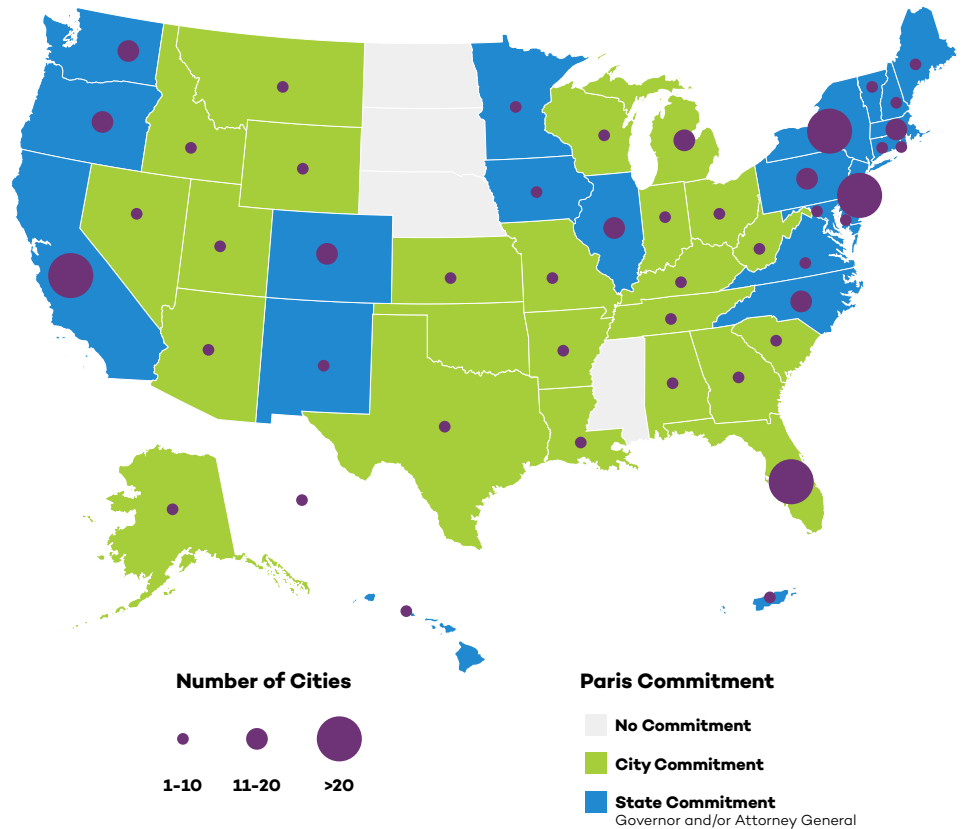 Number of Cities
1-10 11-20 >20
Paris Commitment
No Commitment
City Commitment
State Commitment
Governor and/or Attorney General